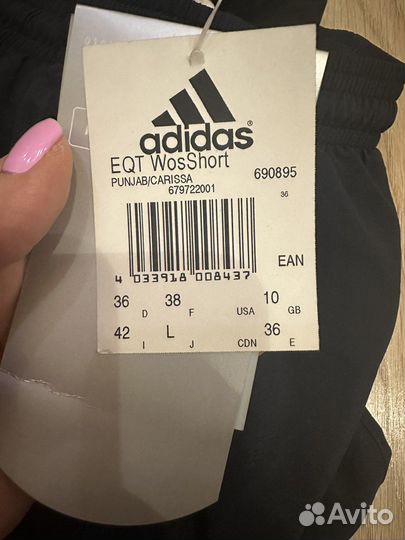 adidas
EQT WosShort
PUNJAB/CARISSA 690895
679722001 36
EAN
4 033918 008437
36 38 10
D F USA GB
42 L 36
I J CDN E
Avito